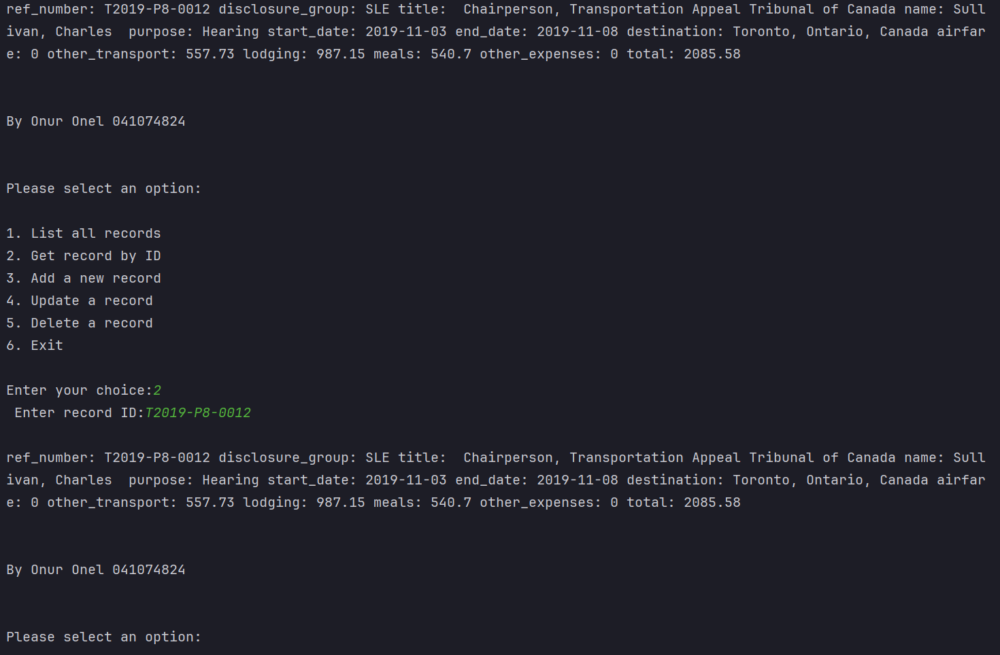 ref_number: T2019-P8-0012 disclosure_group: SLE title:  Chairperson, Transportation Appeal Tribunal of Canada name: Sull
ivan, Charles  purpose: Hearing start_date: 2019-11-03 end_date: 2019-11-08 destination: Toronto, Ontario, Canada airfar
e: 0 other_transport: 557.73 lodging: 987.15 meals: 540.7 other_expenses: 0 total: 2085.58
By Onur Onel 041074824
Please select an option:
1. List all records
2. Get record by ID
3. Add a new record
4. Update a record
5. Delete a record
6. Exit
Enter your choice:2
 Enter record ID:T2019-P8-0012
ref_number: T2019-P8-0012 disclosure_group: SLE title:  Chairperson, Transportation Appeal Tribunal of Canada name: Sull
ivan, Charles  purpose: Hearing start_date: 2019-11-03 end_date: 2019-11-08 destination: Toronto, Ontario, Canada airfar
e: 0 other_transport: 557.73 lodging: 987.15 meals: 540.7 other_expenses: 0 total: 2085.58
By Onur Onel 041074824
Please select an option: